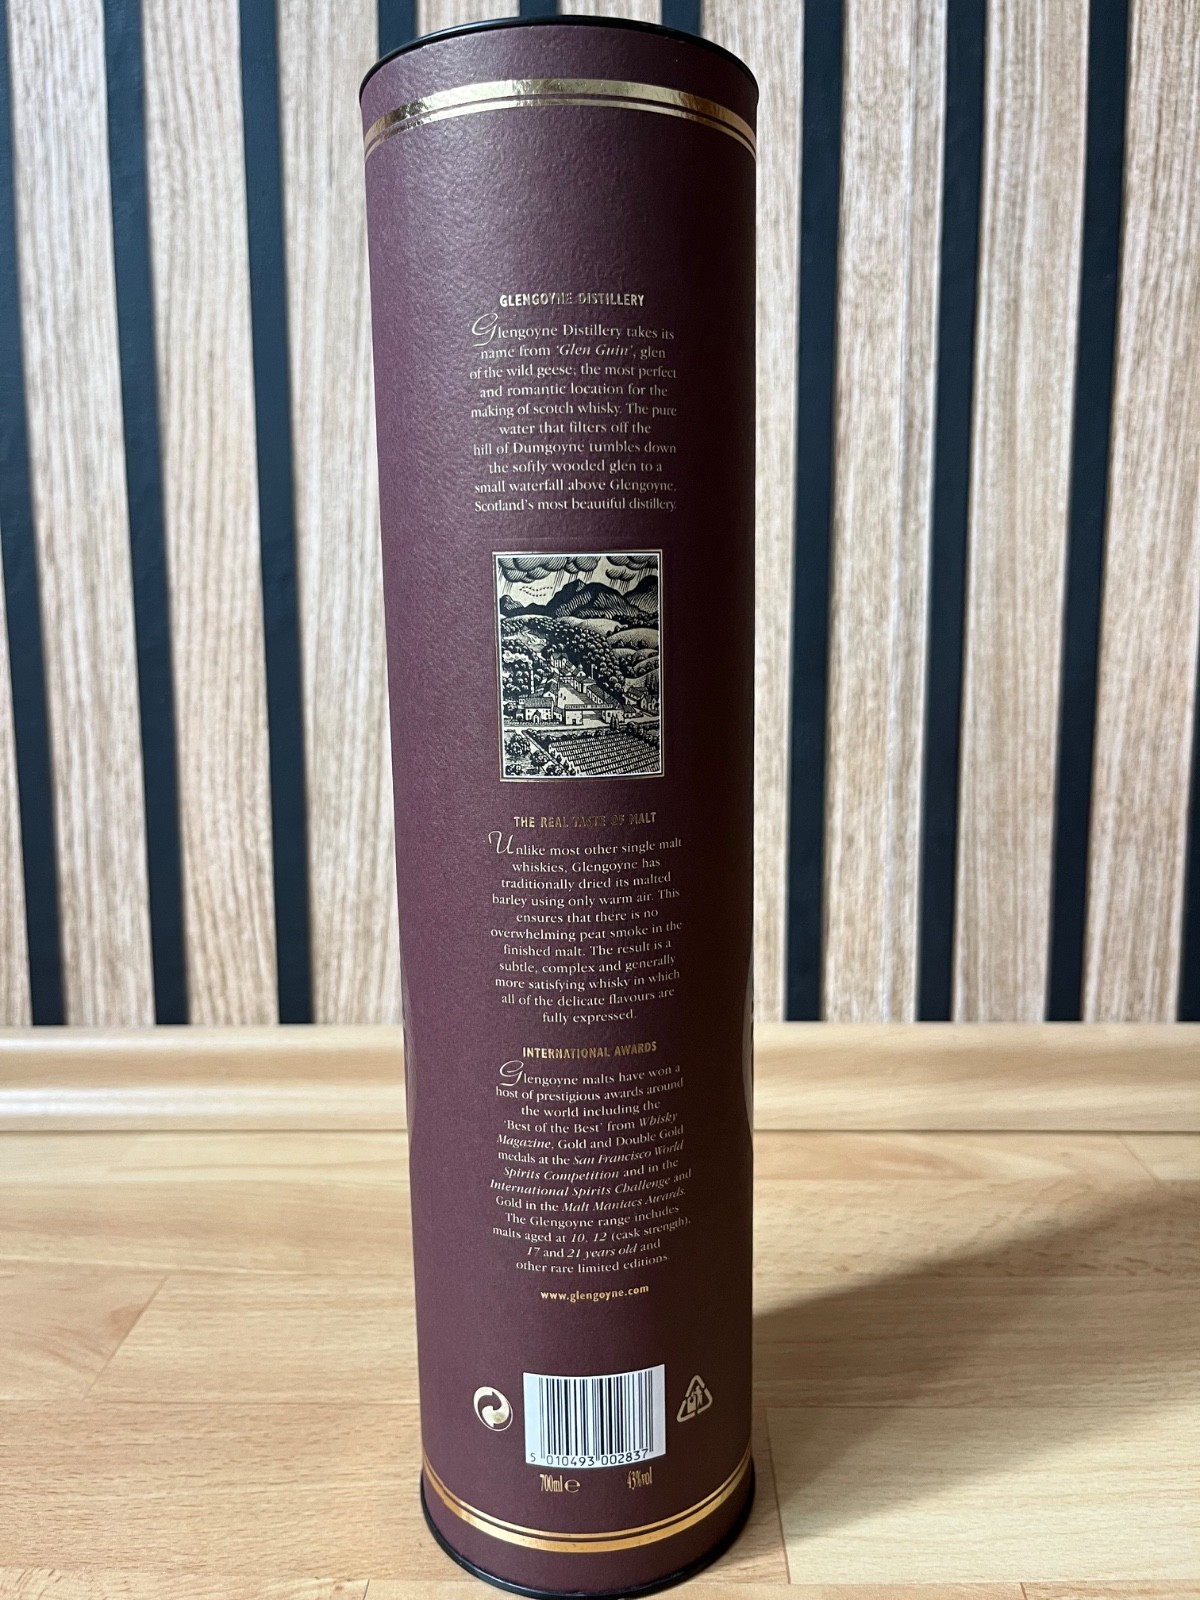 GLENGOYNE DISTILLERY
Glengoyne Distillery takes its
name from 'Glen Guin', glen
of the wild geese; the most perfect
and romantic location for the
making of scotch whisky. The pure
water that filters off the
hill of Dumgoyne tumbles down
the softly wooded glen to a
small waterfall above Glengoyne,
Scotland's most beautiful distillery.
GLENGOYNE DISTILLERY
THE REAL TASTE OF MALT
Unlike most other single malt
whiskies, Glengoyne has
traditionally dried its malted
barley using only warm air. This
ensures that there is no
overwhelming peat smoke in the
finished malt. The result is a
subtle, complex and generally
more satisfying whisky in which
all of the delicate flavours are
fully expressed.
INTERNATIONAL AWARDS
Glengoyne malts have won a
host of prestigious awards around
the world including the
'Best of the Best' from Whisky
Magazine, Gold and Double Gold
medals at the San Francisco World
Spirits Competition and in the
International Spirits Challenge and
Gold in the Malt Maniacs Awards.
The Glengoyne range includes
malts aged at 10, 12 (cask strength),
17 and 21 years old and
other rare limited editions.
www.glengoyne.com
5 010493 002837
700ml e 43%vol